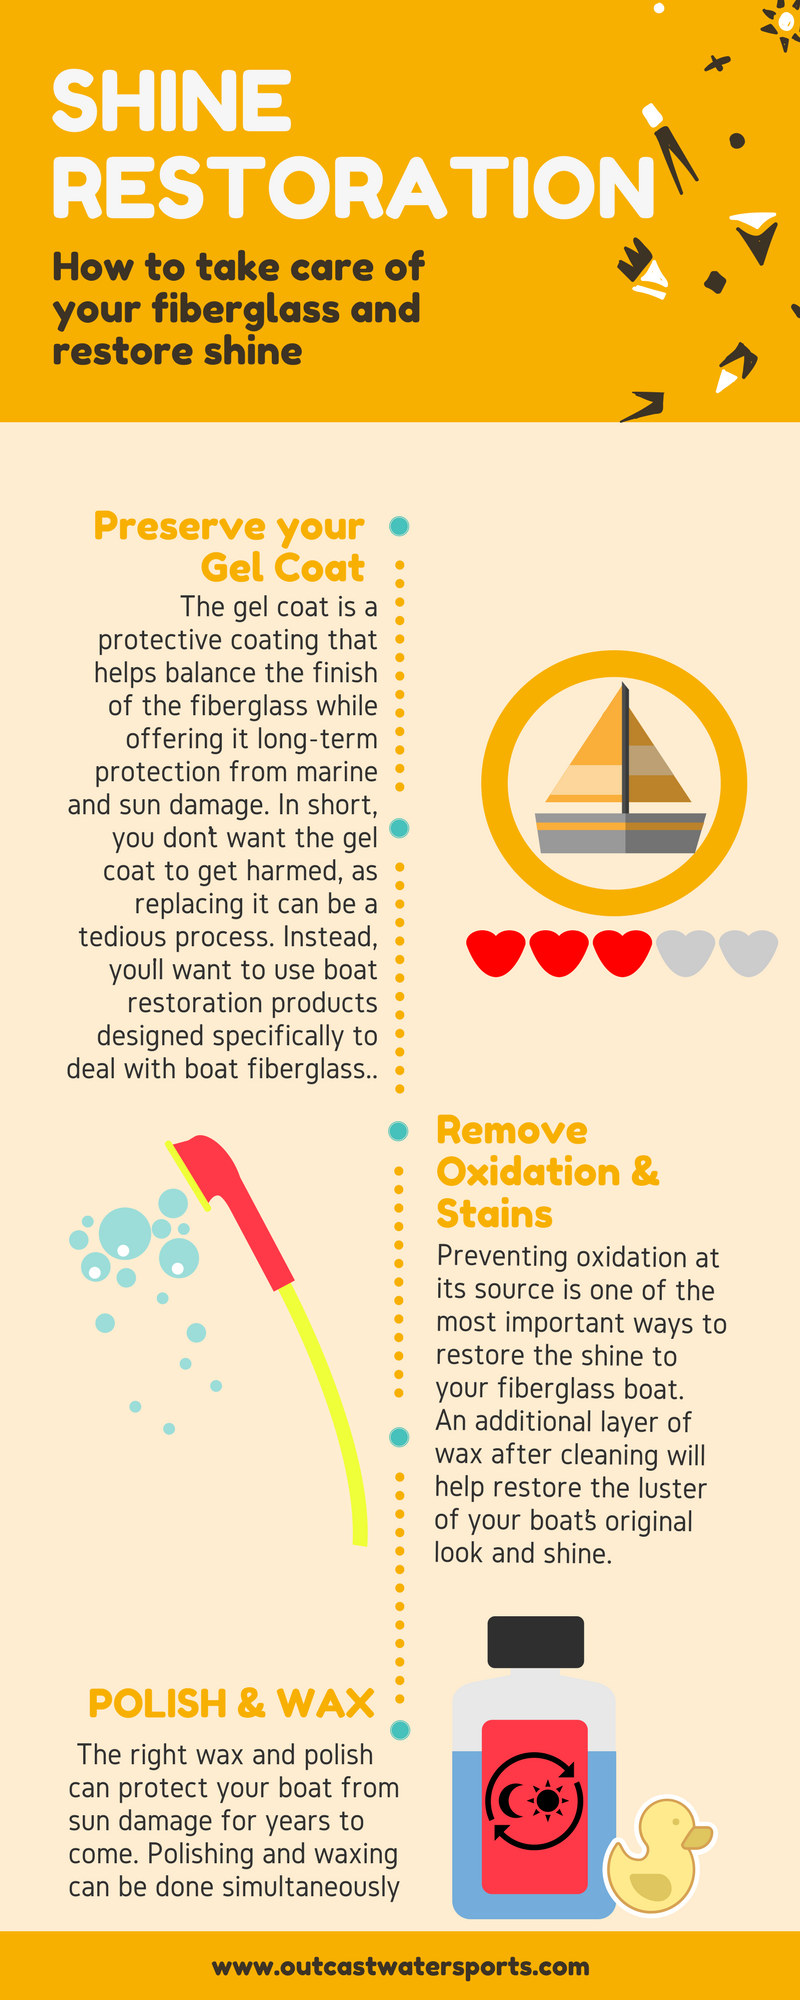 SHINE
RESTORATION
How to take care of
your fiberglass and
restore shine
Preserve your
Gel Coat
The gel coat is a
protective coating that
helps balance the finish
of the fiberglass while
offering it long-term
protection from marine
and sun damage. In short,
you don't want the gel
coat to get harmed, as
replacing it can be a
tedious process. Instead,
you'll want to use boat
restoration products
designed specifically to
deal with boat fiberglass..
Remove
Oxidation &
Stains
Preventing oxidation at
its source is one of the
most important ways to
restore the shine to
your fiberglass boat.
An additional layer of
wax after cleaning will
help restore the luster
of your boat's original
look and shine.
POLISH & WAX
The right wax and polish
can protect your boat from
sun damage for years to
come. Polishing and waxing
can be done simultaneously
www.outcastwatersports.com